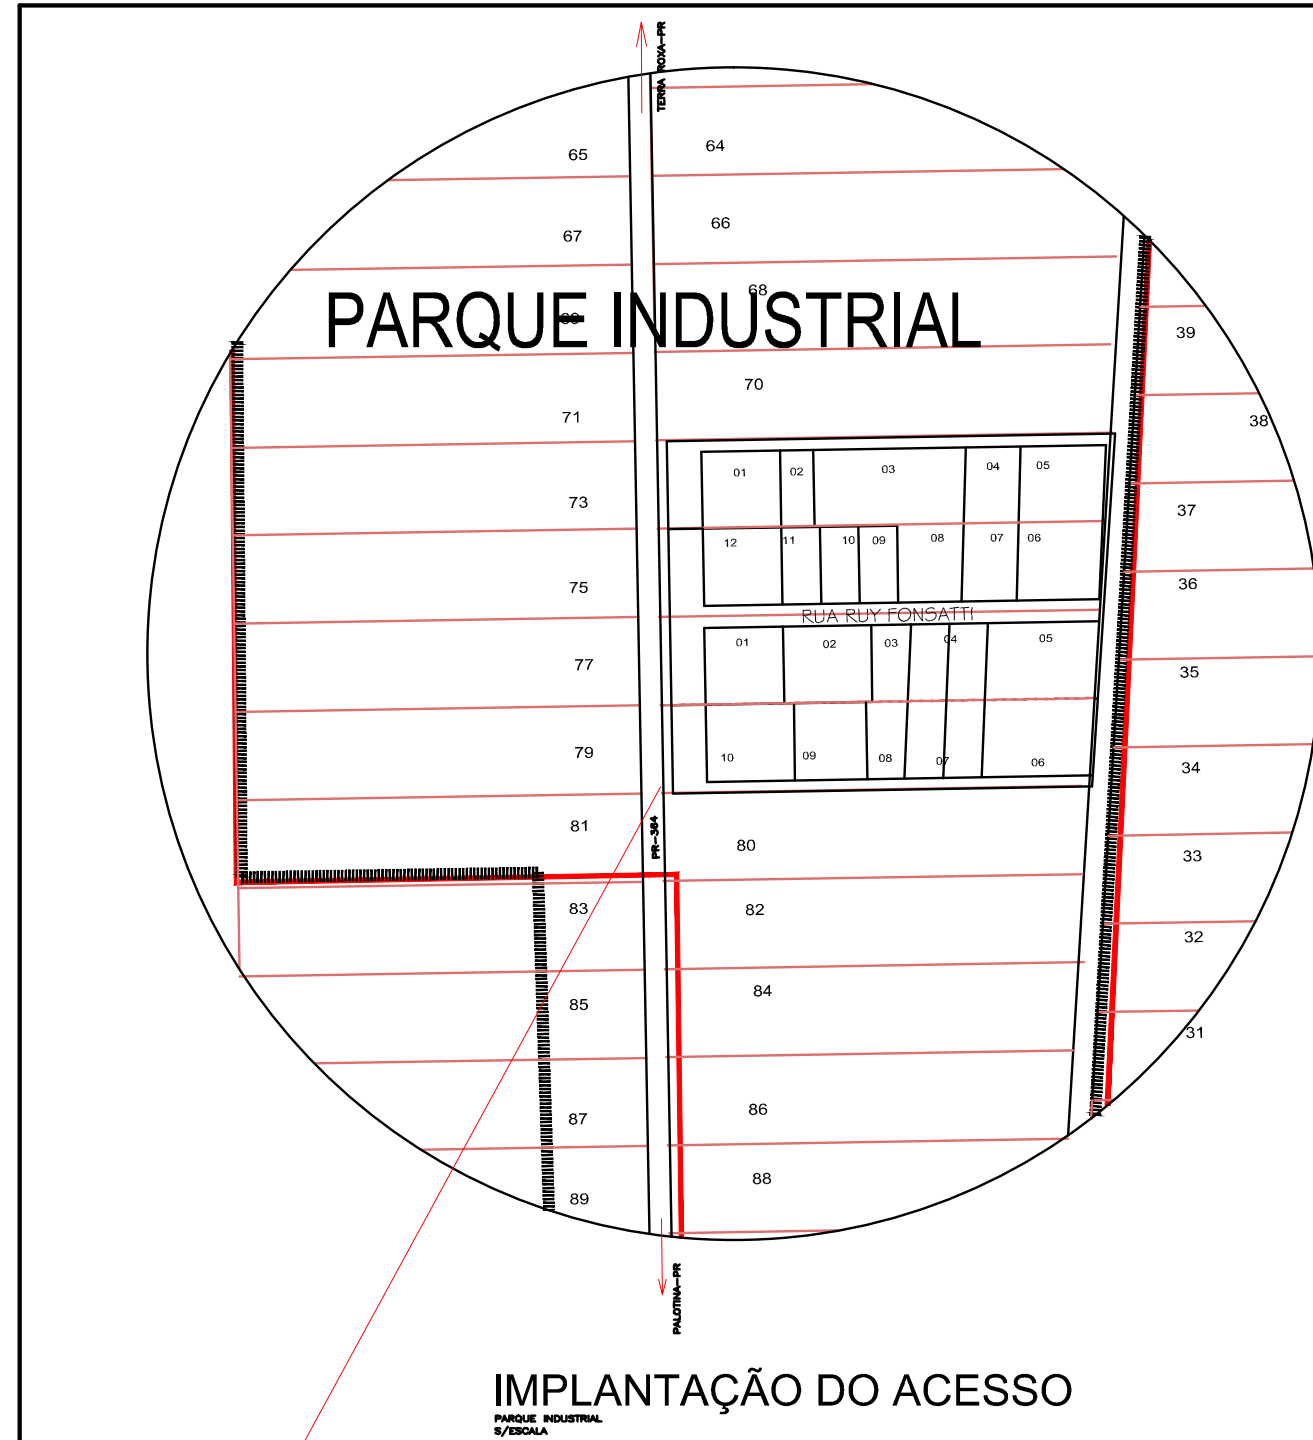 TERRA ROXA-PR
65
64
67
66
68
PARQUE INDUSTRIAL
69
39
70
71
38
01 02 03 04 05
73
37
12 11 10 09 08 07 06
75
36
RUA RUY FONSATTI
01 02 03 04 05
77
35
79
10 09 08 07 06
34
81
PR-364
80
33
83
82
32
85
84
31
87
86
89
88
PALOTINA-PR
IMPLANTAÇÃO DO ACESSO
PARQUE INDUSTRIAL
S/ESCALA